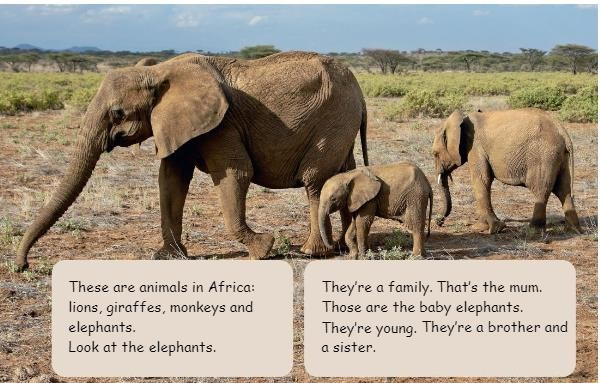 These are animals in Africa:
lions, giraffes, monkeys and
elephants.
Look at the elephants.
They're a family. That's the mum.
Those are the baby elephants.
They're young. They're a brother and
a sister.